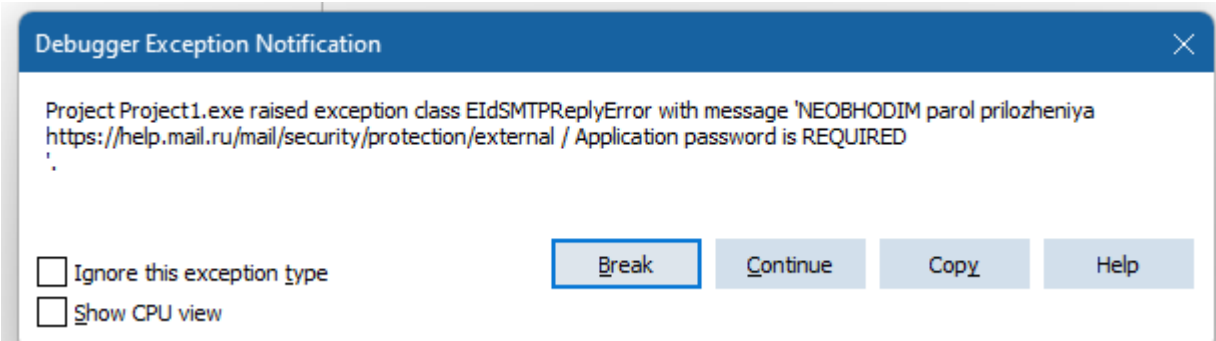 Debugger Exception Notification
Project Project1.exe raised exception class EIdSMTPReplyError with message 'NEOBHODIM parol prilozheniya
https://help.mail.ru/mail/security/protection/external / Application password is REQUIRED
'.
Break
Continue
Copy
Help
Ignore this exception type
Show CPU view